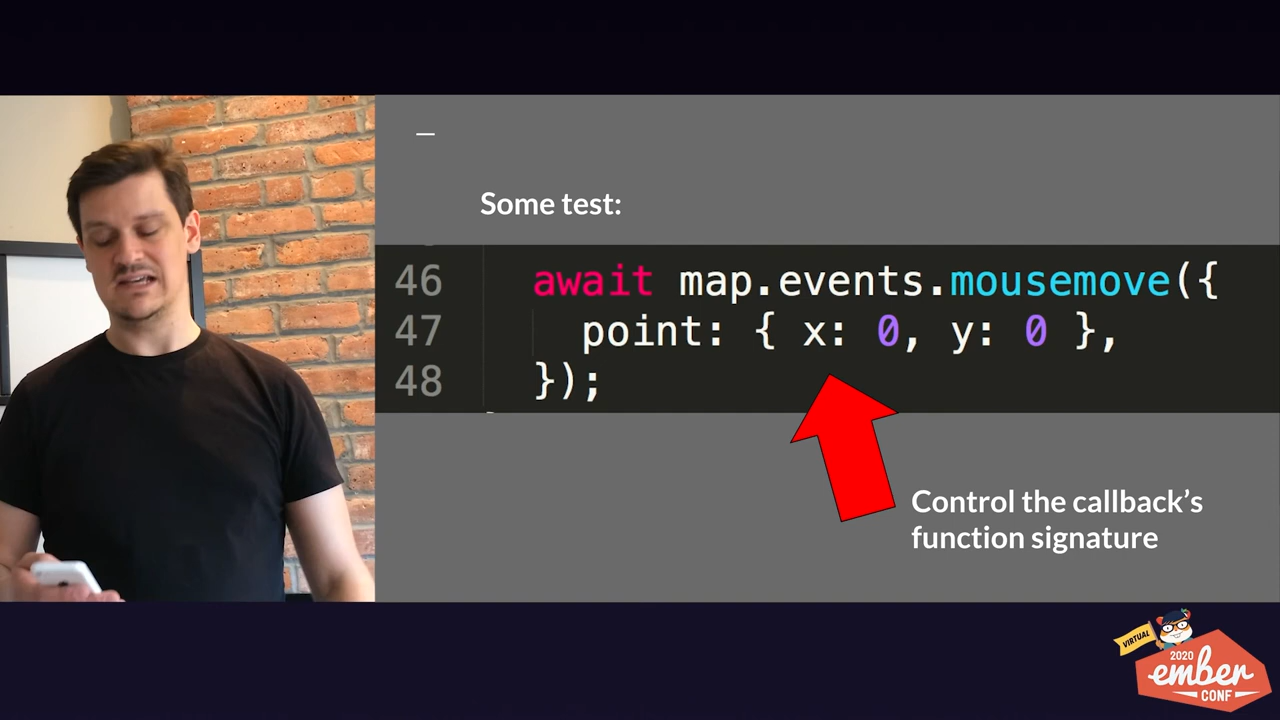 —
Some test:
46 await map.events.mousemove({
47 point: { x: 0, y: 0 },
48 });
Control the callback’s
function signature
VIRTUAL
2020
ember
CONF